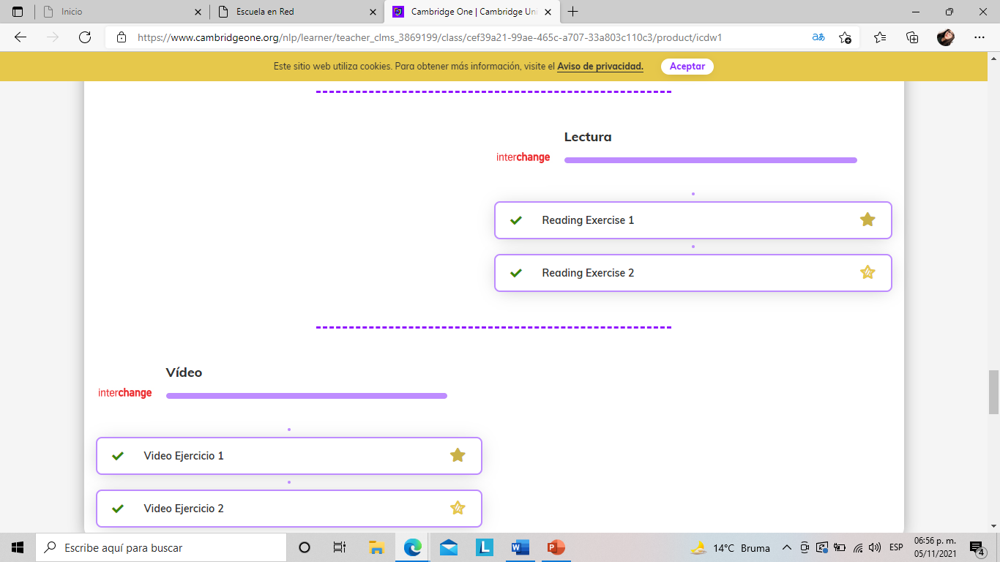 Inicio
Escuela en Red
Cambridge One | Cambridge Uni
https://www.cambridgeone.org/nlp/learner/teacher_clms_3869199/class/cef39a21-99ae-465c-a707-33a803c110c3/product/icdw1
Este sitio web utiliza cookies. Para obtener más información, visite el Aviso de privacidad.
Aceptar
Lectura
interchange
Reading Exercise 1
Reading Exercise 2
Vídeo
interchange
Video Ejercicio 1
Video Ejercicio 2
Escribe aquí para buscar
14°C Bruma
ESP
06:56 p. m.
05/11/2021
4